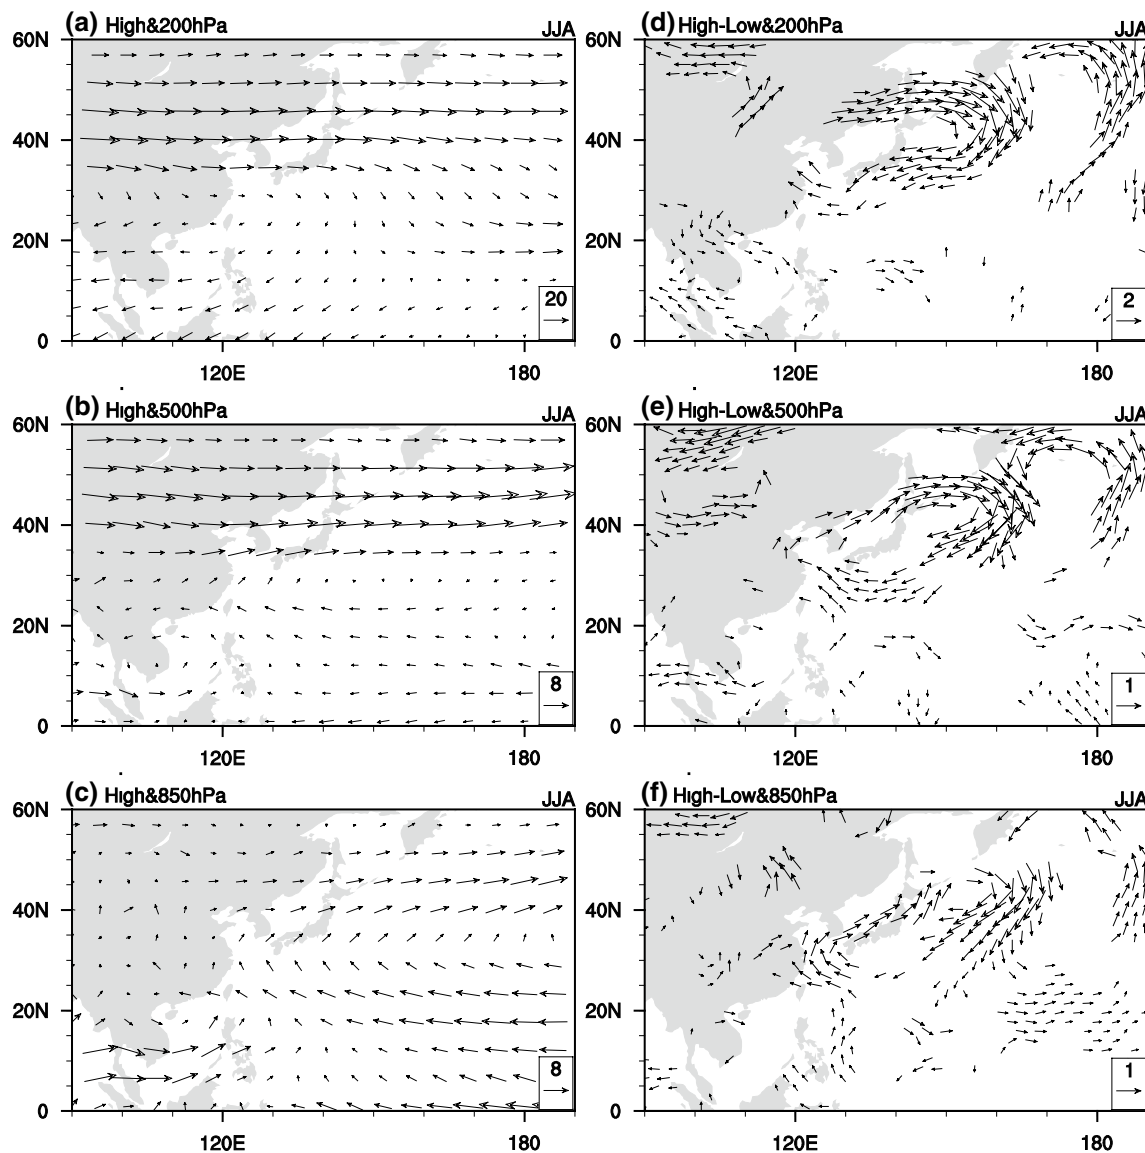 (a) High&200hPa JJA
60N
40N
20N
0
20
120E 180
(d) High-Low&200hPa JJA
60N
40N
20N
0
2
120E 180
(b) High&500hPa JJA
60N
40N
20N
0
8
120E 180
(e) High-Low&500hPa JJA
60N
40N
20N
0
1
120E 180
(c) High&850hPa JJA
60N
40N
20N
0
8
120E 180
(f) High-Low&850hPa JJA
60N
40N
20N
0
1
120E 180